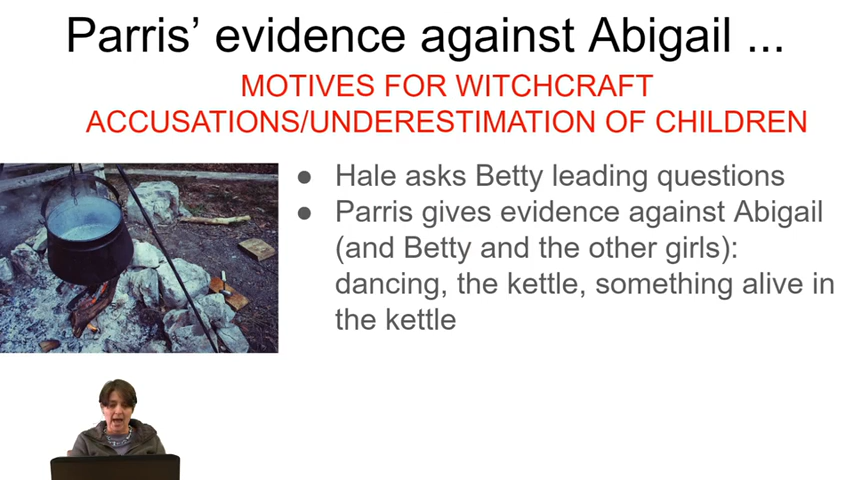 Parris' evidence against Abigail ...
MOTIVES FOR WITCHCRAFT
ACCUSATIONS/UNDERESTIMATION OF CHILDREN
● Hale asks Betty leading questions
● Parris gives evidence against Abigail
(and Betty and the other girls):
dancing, the kettle, something alive in
the kettle